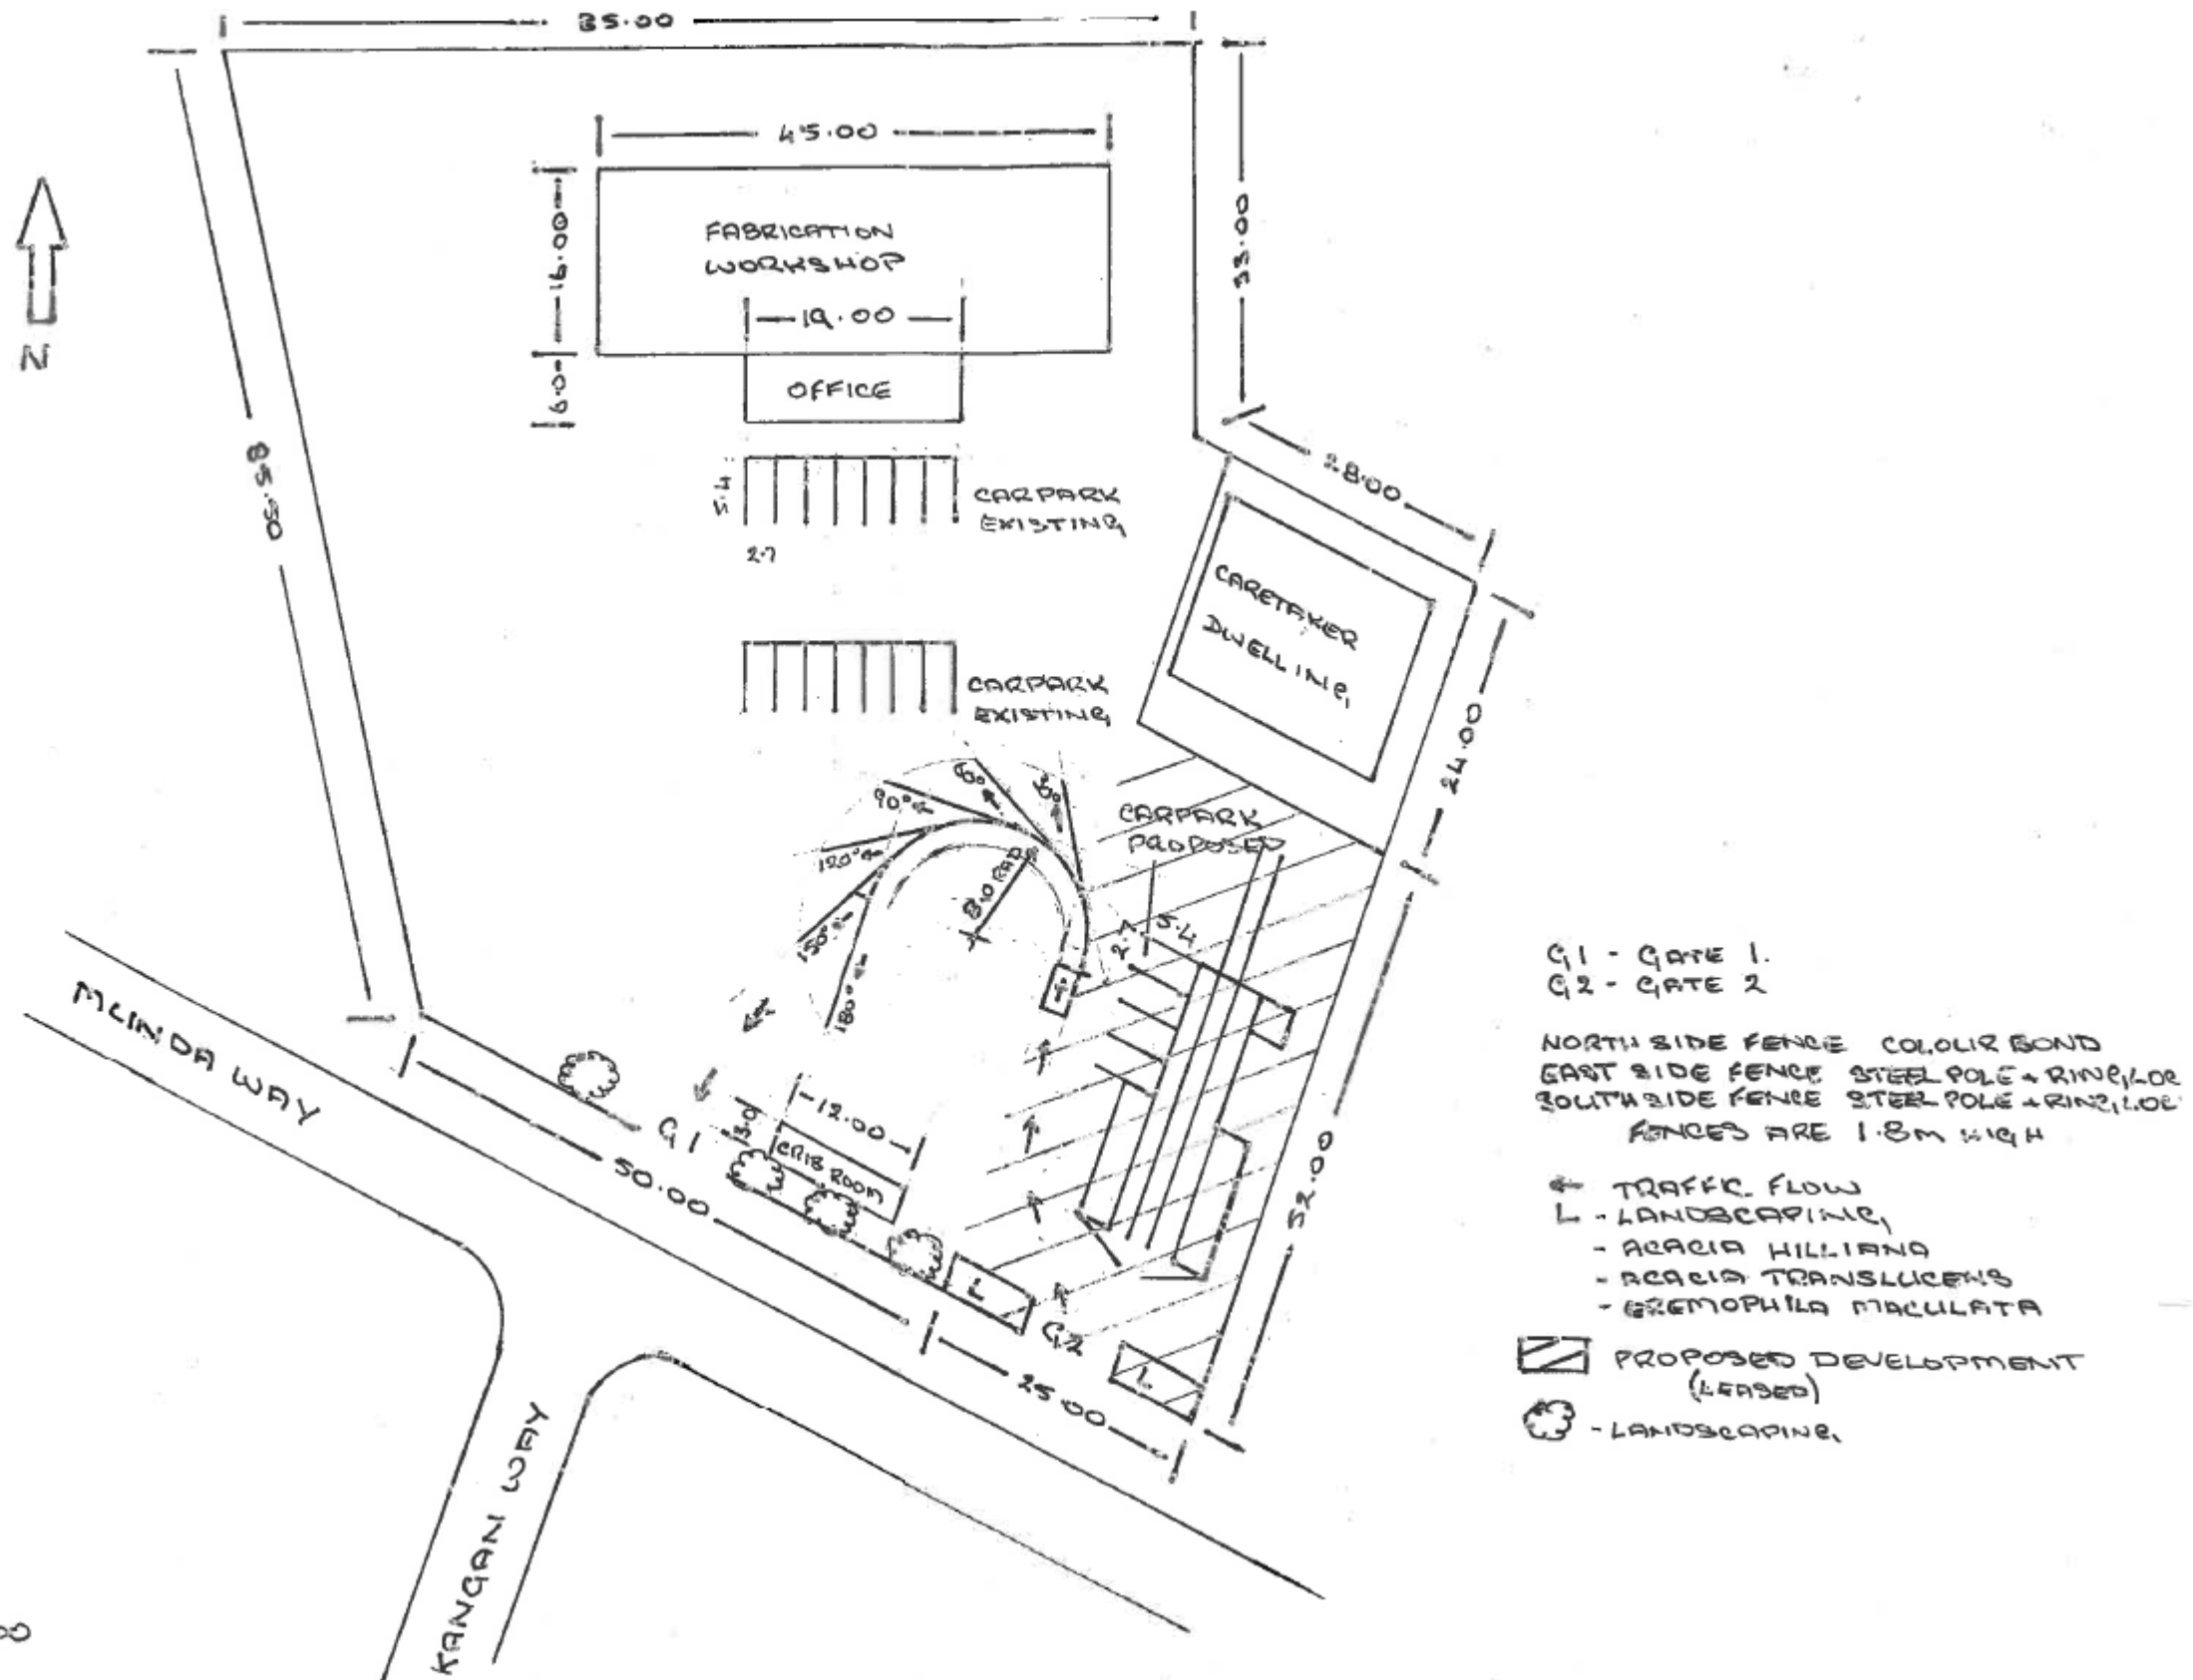 35.00
45.00
16.00
FABRICATION
WORKSHOP
33.00
19.00
6.0
OFFICE
N
85.50
28.00
5.4
CARPARK
EXISTING
2.7
CARETAKER
DWELLING
CARPARK
EXISTING
24.00
60°
90°
CARPARK
PROPOSED
120°
8.0 RAD
150°
2.7
5.4
180°
G1 - GATE 1.
G2 - GATE 2
MLINDA WAY
NORTH SIDE FENCE COLOUR BOND
EAST SIDE FENCE STEEL POLE + RINGLOC
SOUTH SIDE FENCE STEEL POLE + RINGLOC
FENCES ARE 1.8M HIGH
12.00
3.0
G1
CRIB ROOM
50.00
52.00
TRAFFIC FLOW
L - LANDSCAPING
- ACACIA HILLIANA
- ACACIA TRANSLUCENS
- EREMOPHILA MACULATA
L
G2
PROPOSED DEVELOPMENT
(LEASED)
L
25.00
- LANDSCAPING
KANGAN WAY
8